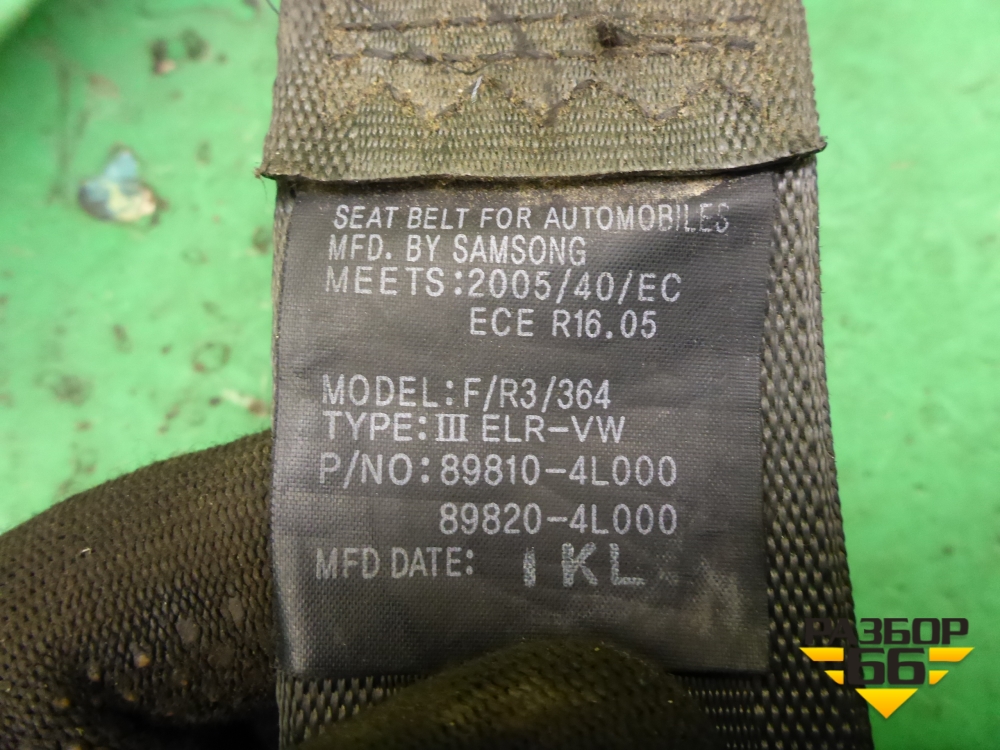 SEAT BELT FOR AUTOMOBILES
MFD. BY SAMSONG
MEETS:2005/40/EC
ECE R16.05
MODEL:F/R3/364
TYPE:III ELR-VW
P/NO:89810-4L000
89820-4L000
MFD DATE: 1KL
РАЗБОР
66